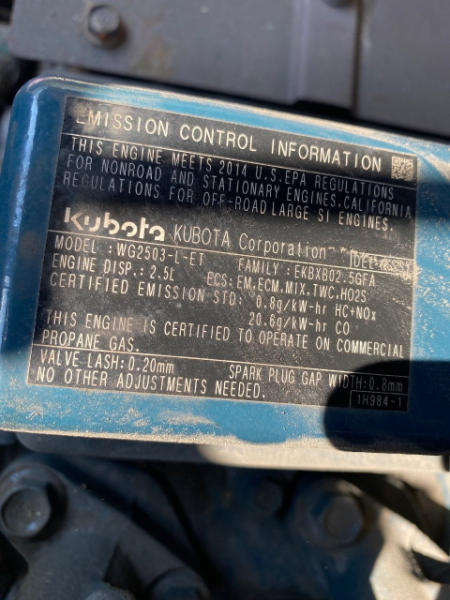 EMISSION CONTROL INFORMATION
THIS ENGINE MEETS 2014 U.S.EPA REGULATIONS
FOR NONROAD AND STATIONARY ENGINES,CALIFORNIA
REGULATIONS FOR OFF-ROAD LARGE SI ENGINES.
Kubota KUBOTA Corporation
MODEL : WG2503-L-ET FAMILY : EKBXB02.5GFA
ENGINE DISP.: 2.5L ECS: EM,ECM,MIX,TWC,HO2S
CERTIFIED EMISSION STD: 0.8g/kW-hr HC+NOx
20.6g/kW-hr CO
THIS ENGINE IS CERTIFIED TO OPERATE ON COMMERCIAL
PROPANE GAS.
VALVE LASH:0.20mm SPARK PLUG GAP WIDTH:0.8mm
NO OTHER ADJUSTMENTS NEEDED.
1H984-1